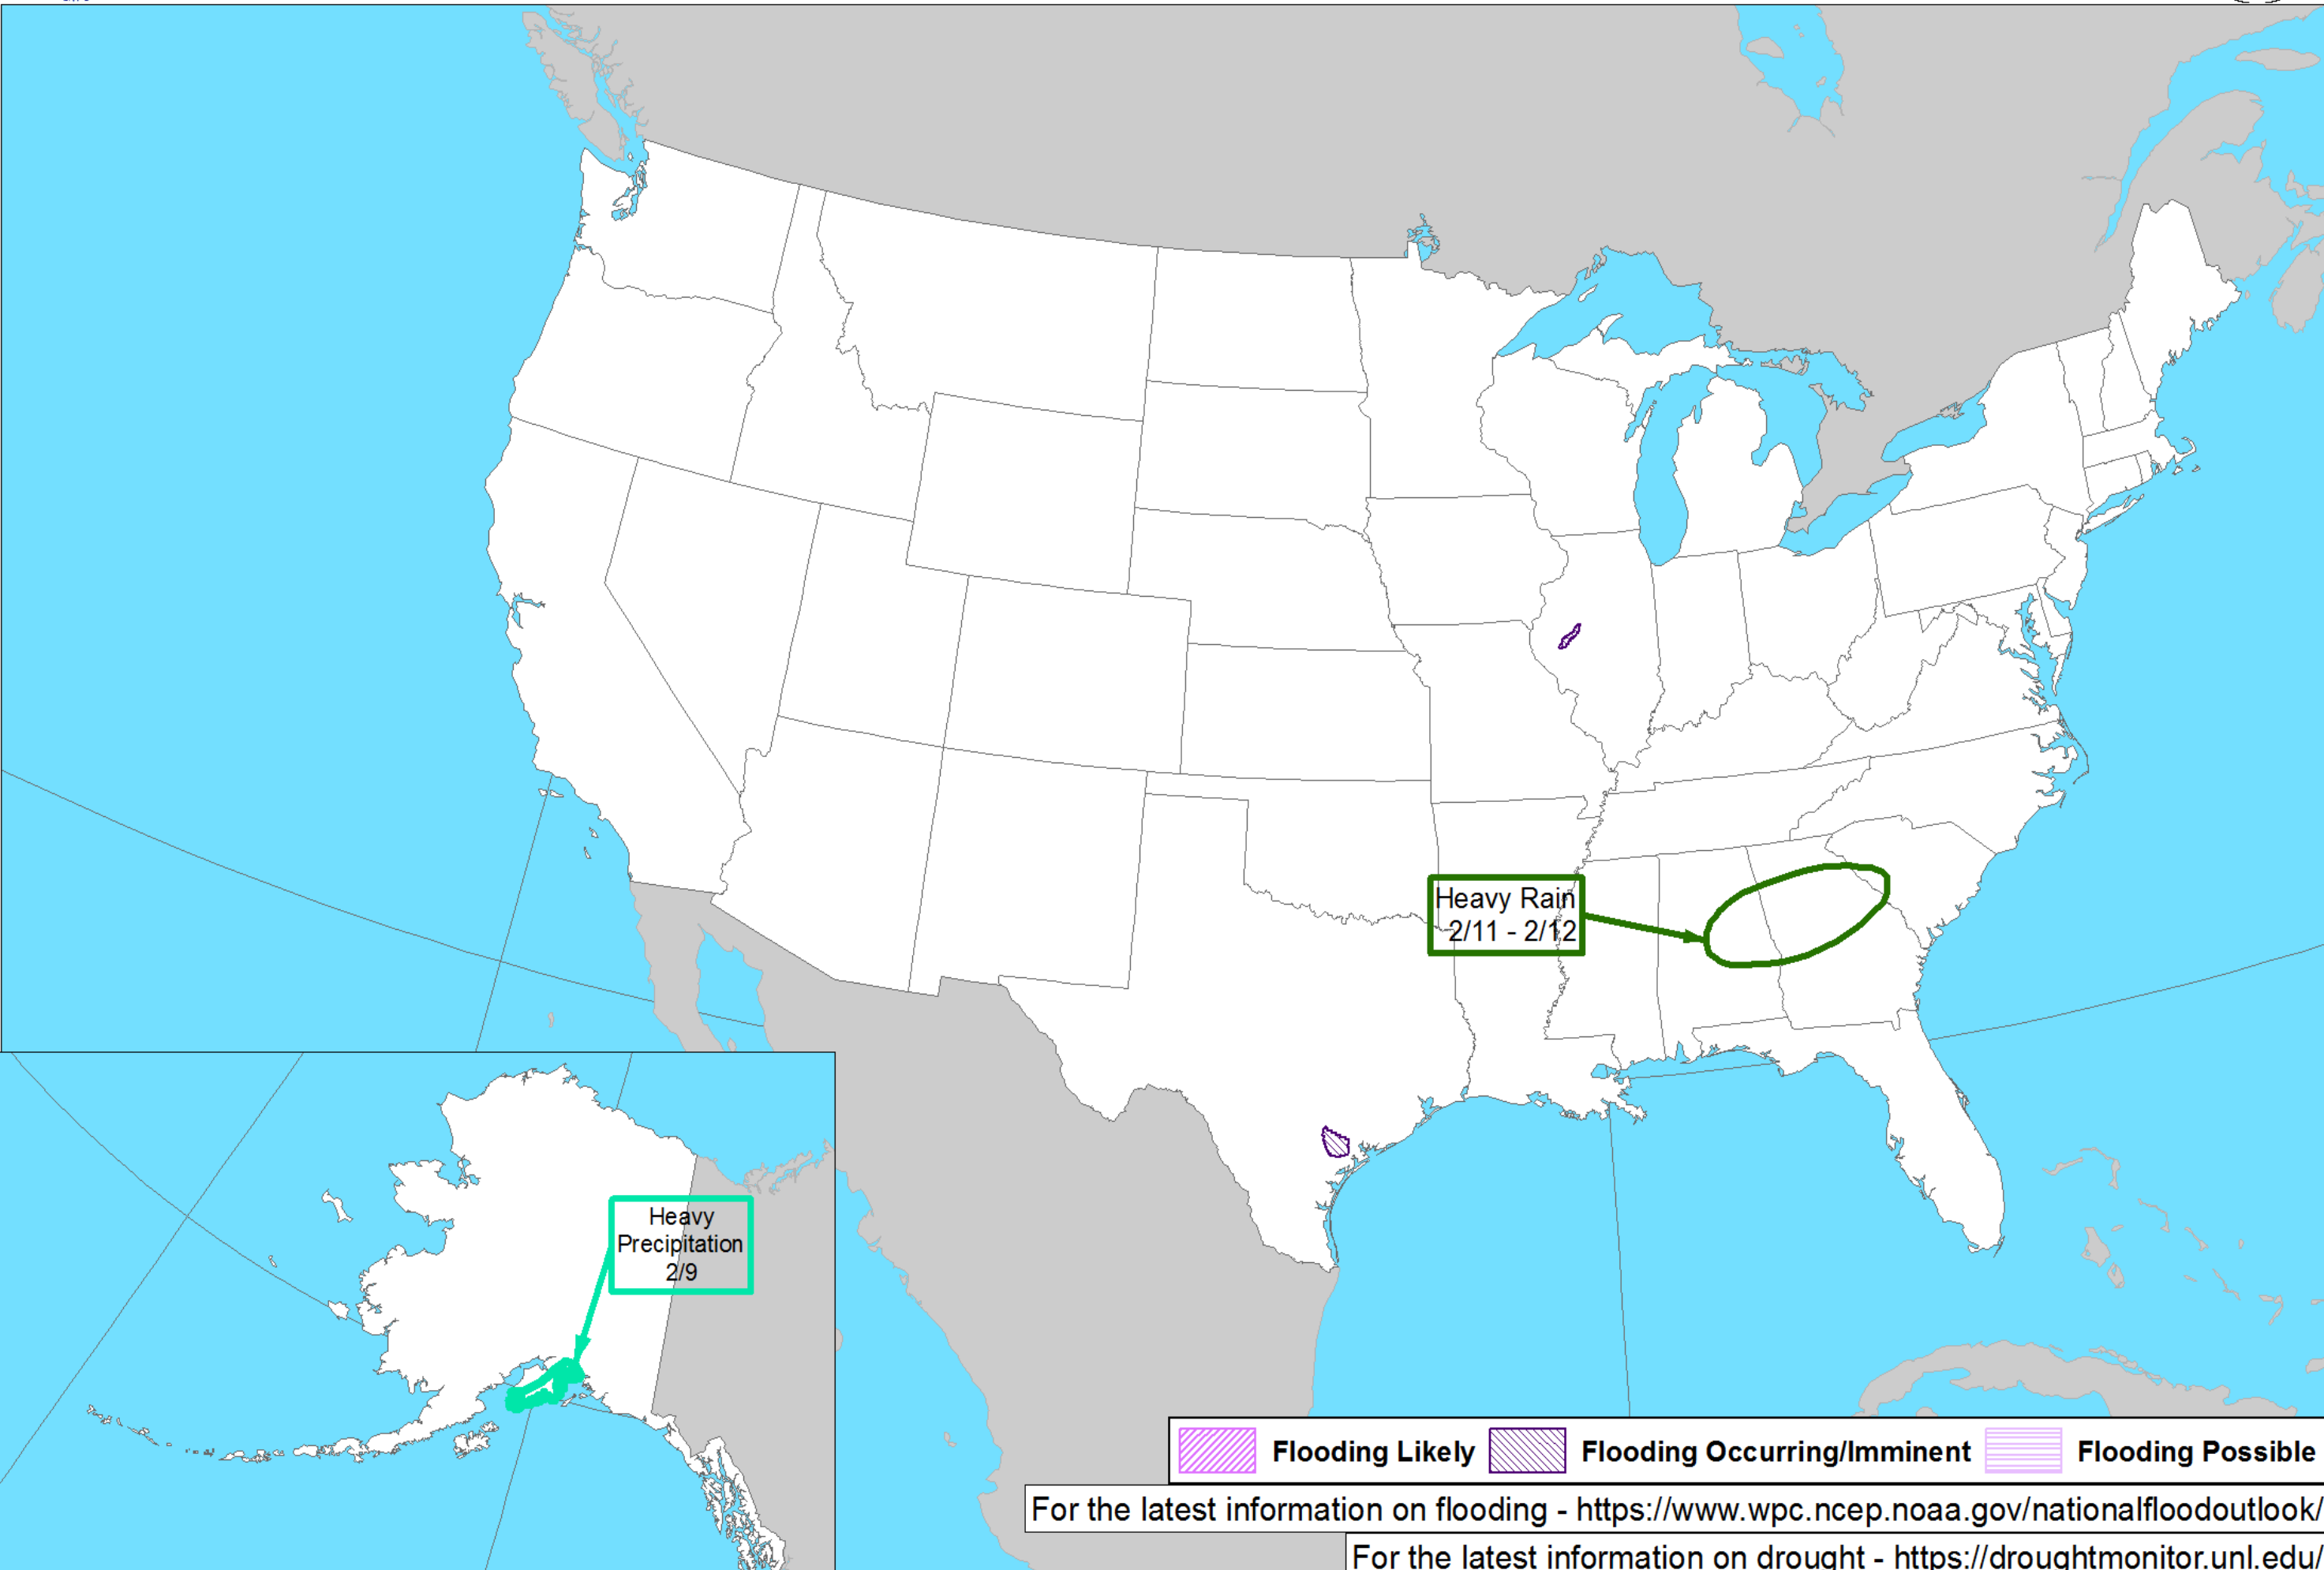 Heavy Rain
2/11 - 2/12
Heavy
Precipitation
2/9
Flooding Likely
Flooding Occurring/Imminent
Flooding Possible
For the latest information on flooding - https://www.wpc.ncep.noaa.gov/nationalfloodoutlook/
For the latest information on drought - https://droughtmonitor.unl.edu/